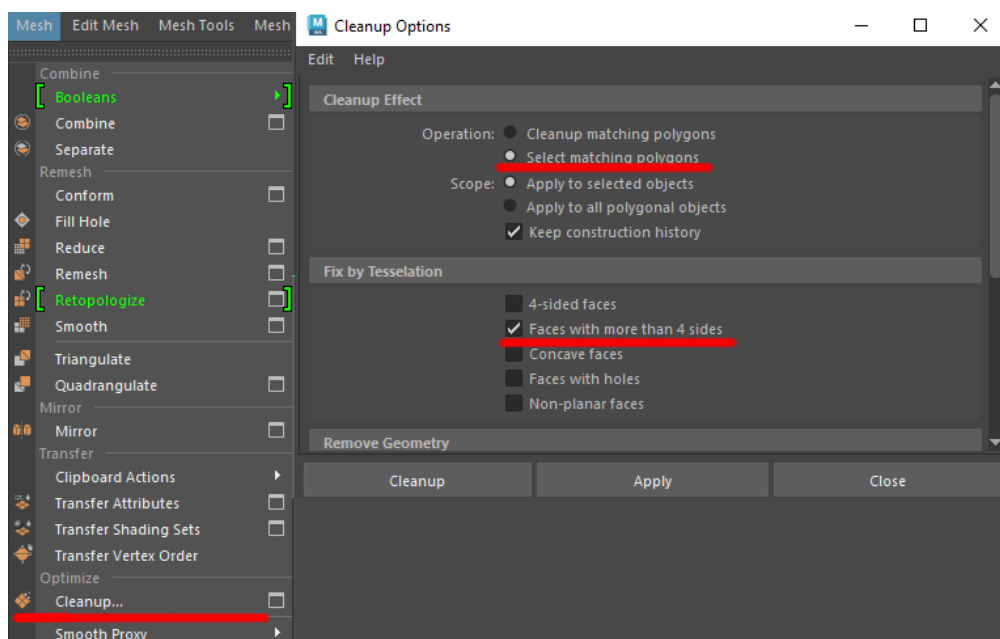 Mesh Edit Mesh Mesh Tools Mesh
Combine
Booleans
Combine
Separate
Remesh
Conform
Fill Hole
Reduce
Remesh
Retopologize
Smooth
Triangulate
Quadrangulate
Mirror
Mirror
Transfer
Clipboard Actions
Transfer Attributes
Transfer Shading Sets
Transfer Vertex Order
Optimize
Cleanup...
Smooth Proxy
M
Cleanup Options
Edit Help
Cleanup Effect
Operation: Cleanup matching polygons
Select matching polygons
Scope: Apply to selected objects
Apply to all polygonal objects
Keep construction history
Fix by Tesselation
4-sided faces
Faces with more than 4 sides
Concave faces
Faces with holes
Non-planar faces
Remove Geometry
Cleanup Apply Close